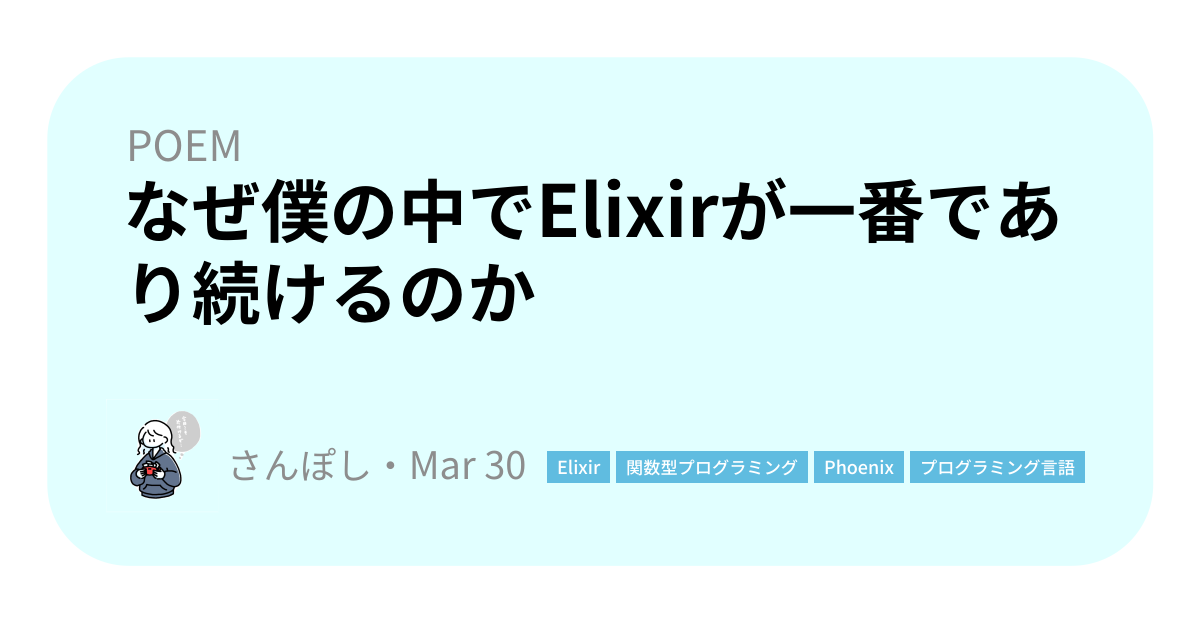 POEM
なぜ僕の中でElixirが一番であ
り続けるのか
さんぽし・Mar 30
Elixir 関数型プログラミング Phoenix プログラミング言語